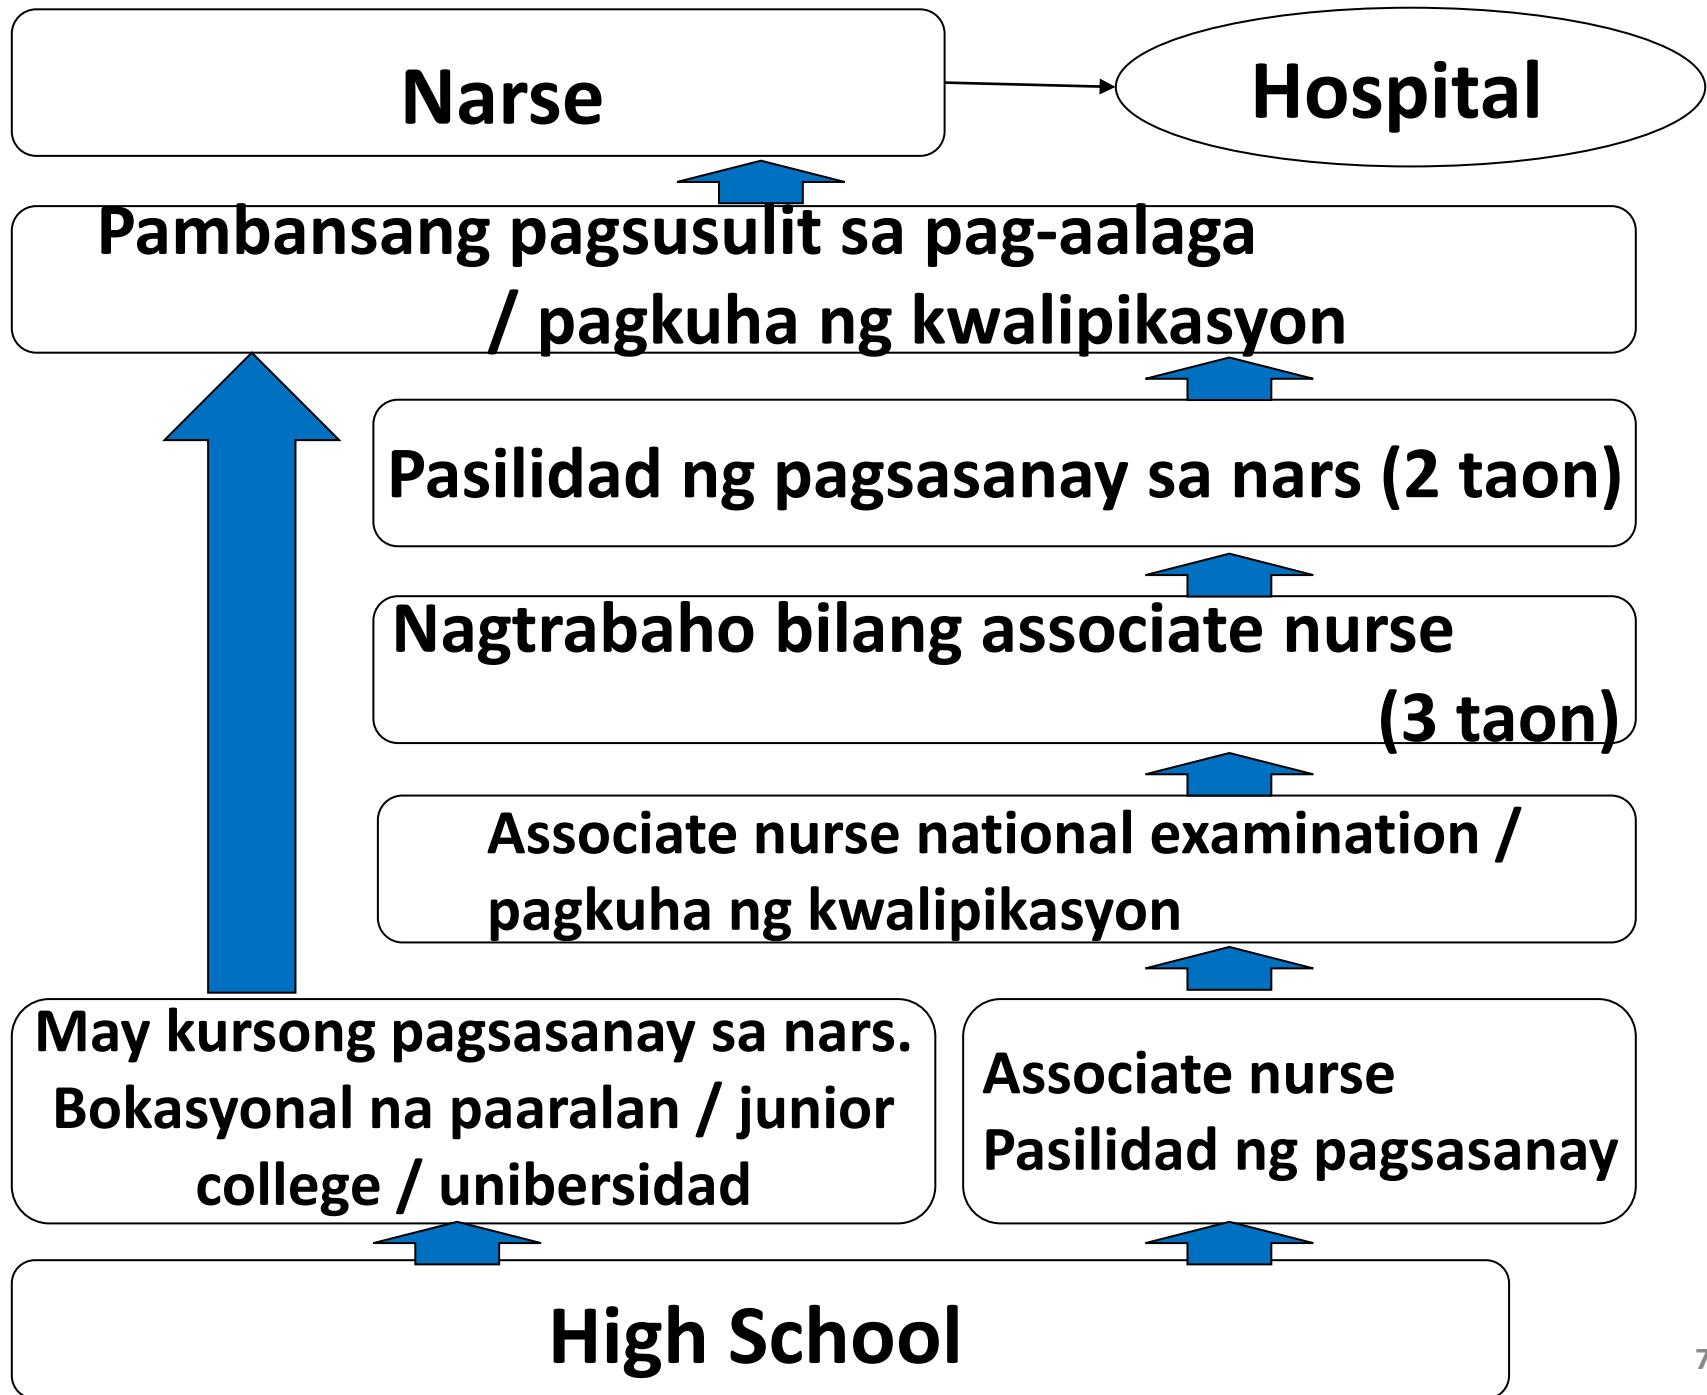 Narse
Hospital
Pambansang pagsusulit sa pag-aalaga
/ pagkuha ng kwalipikasyon
Pasilidad ng pagsasanay sa nars (2 taon)
Nagtrabaho bilang associate nurse
(3 taon)
Associate nurse national examination /
pagkuha ng kwalipikasyon
May kursong pagsasanay sa nars.
Bokasyonal na paaralan / junior
college / unibersidad
Associate nurse
Pasilidad ng pagsasanay
High School
7